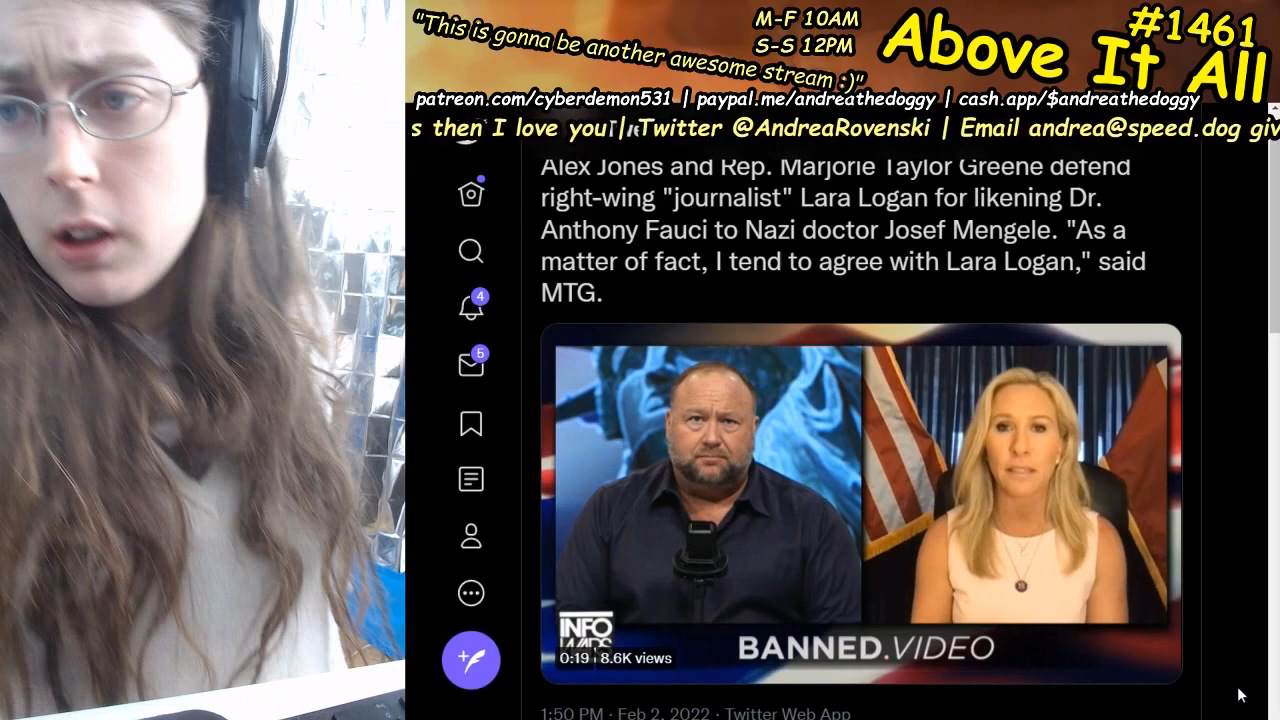 "This is gonna be another awesome stream :)"
M-F 10AM
S-S 12PM
Above It All
#1461
patreon.com/cyberdemon531 | paypal.me/andreathedoggy | cash.app/$andreathedoggy
s then I love you | Twitter @AndreaRovenski | Email andrea@speed.dog giv
Alex Jones and Rep. Marjorie Taylor Greene defend
right-wing "journalist" Lara Logan for likening Dr.
Anthony Fauci to Nazi doctor Josef Mengele. "As a
matter of fact, I tend to agree with Lara Logan," said
MTG.
4
5
INFO
WARS
0:19
8.6K views
BANNED.VIDEO
1:50 PM · Feb 2, 2022 · Twitter Web App